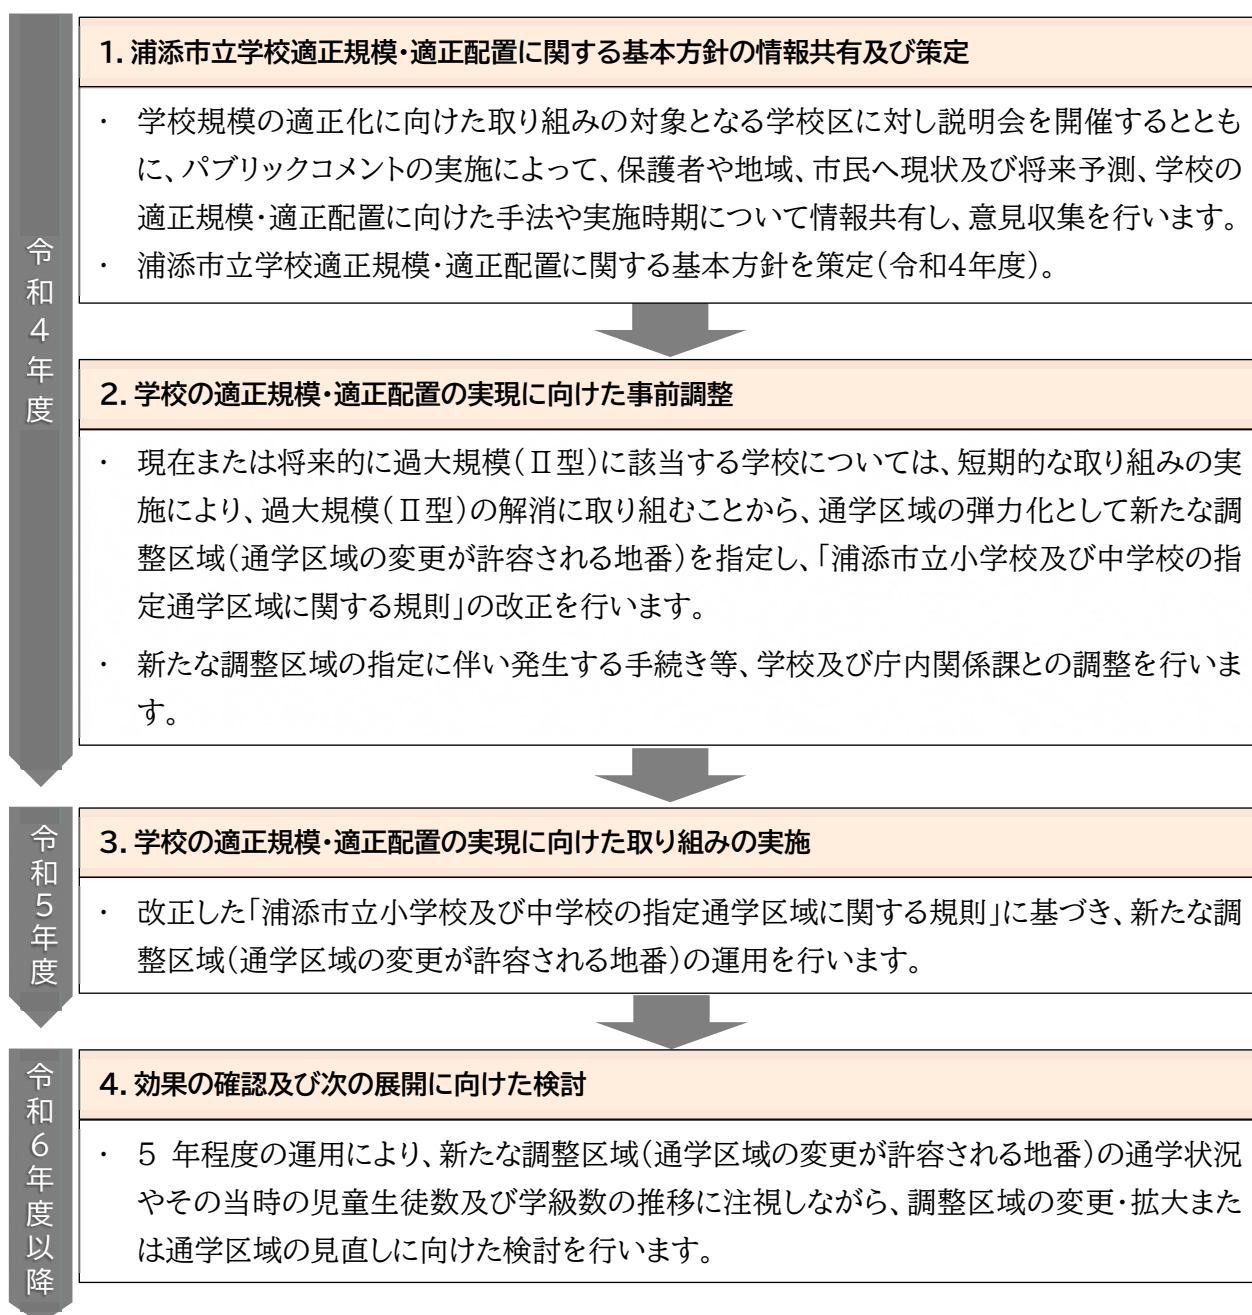 令和4年度
1. 浦添市立学校適正規模・適正配置に関する基本方針の情報共有及び策定
・ 学校規模の適正化に向けた取り組みの対象となる学校区に対し説明会を開催するととも
に、パブリックコメントの実施によって、保護者や地域、市民へ現状及び将来予測、学校の
適正規模・適正配置に向けた手法や実施時期について情報共有し、意見収集を行います。
・ 浦添市立学校適正規模・適正配置に関する基本方針を策定(令和4年度)。
2. 学校の適正規模・適正配置の実現に向けた事前調整
・ 現在または将来的に過大規模(Ⅱ型)に該当する学校については、短期的な取り組みの実
施により、過大規模(Ⅱ型)の解消に取り組むことから、通学区域の弾力化として新たな調
整区域(通学区域の変更が許容される地番)を指定し、「浦添市立小学校及び中学校の指
定通学区域に関する規則」の改正を行います。
・ 新たな調整区域の指定に伴い発生する手続き等、学校及び庁内関係課との調整を行いま
す。
令和5年度
3. 学校の適正規模・適正配置の実現に向けた取り組みの実施
・ 改正した「浦添市立小学校及び中学校の指定通学区域に関する規則」に基づき、新たな調
整区域(通学区域の変更が許容される地番)の運用を行います。
令和6年度以降
4. 効果の確認及び次の展開に向けた検討
・ 5 年程度の運用により、新たな調整区域(通学区域の変更が許容される地番)の通学状況
やその当時の児童生徒数及び学級数の推移に注視しながら、調整区域の変更・拡大また
は通学区域の見直しに向けた検討を行います。